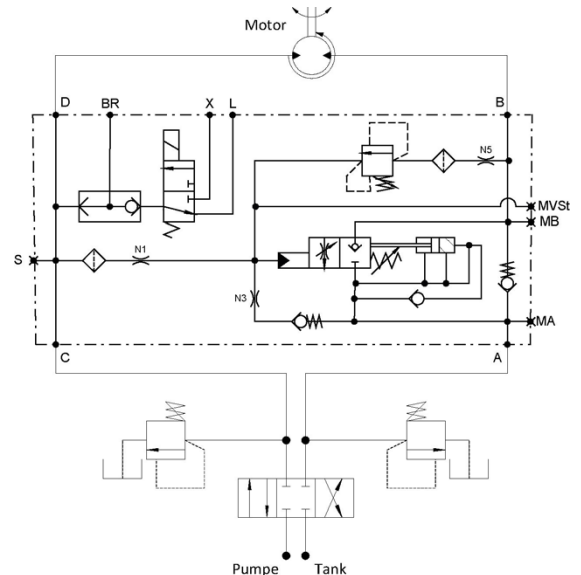 Motor
D BR X L B
N5
MVSt
MB
S N1
N3
MA
C A
Pumpe Tank